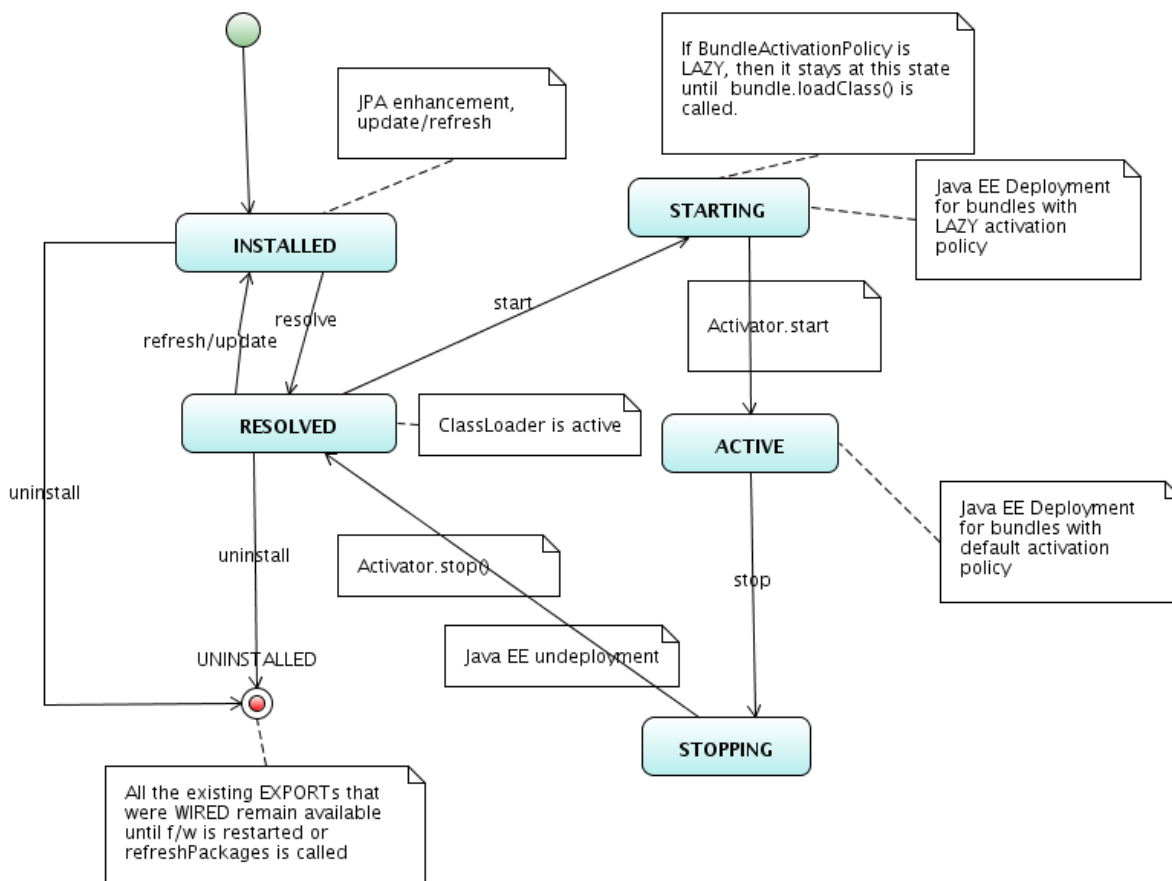 If BundleActivationPolicy is
LAZY, then it stays at this state
until bundle.loadClass() is
called.
JPA enhancement,
update/refresh
Java EE Deployment
for bundles with
LAZY activation
policy
STARTING
INSTALLED
start
resolve
refresh/update
Activator.start
RESOLVED
ClassLoader is active
ACTIVE
uninstall
Java EE Deployment
for bundles with
default activation
policy
uninstall
Activator.stop()
stop
UNINSTALLED
Java EE undeployment
STOPPING
All the existing EXPORTs that
were WIRED remain available
until f/w is restarted or
refreshPackages is called